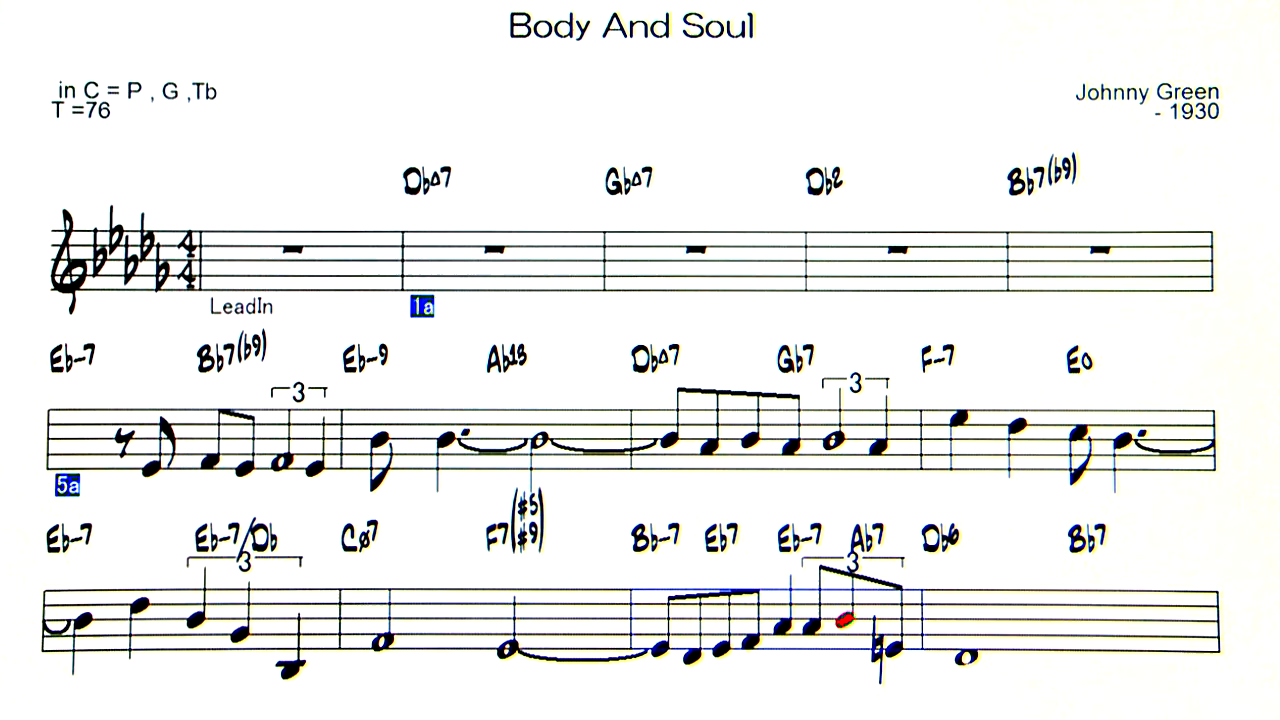 Body And Soul
in C = P , G ,Tb
T =76
Johnny Green
- 1930
Db∆7 Gb∆7 Db2 Bb7(b9)
4
4
LeadIn 1a
Eb-7 Bb7(b9) Eb-9 Ab13 Db∆7 Gb7 F-7 Eo
3 3
5a
Eb-7 Eb-7/Db Cø7 F7(#5 #9) Bb-7 Eb7 Eb-7 Ab7 Db6 Bb7
3 3